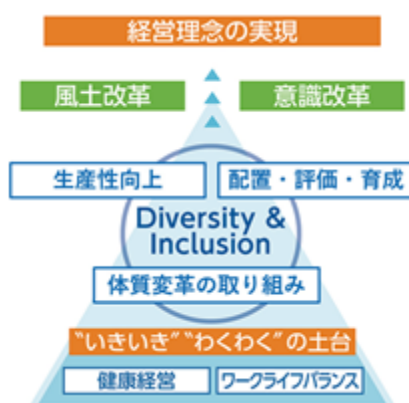 経営理念の実現
風土改革
意識改革
生産性向上
配置・評価・育成
Diversity &
Inclusion
体質変革の取り組み
"いきいき" "わくわく" の土台
健康経営
ワークライフバランス